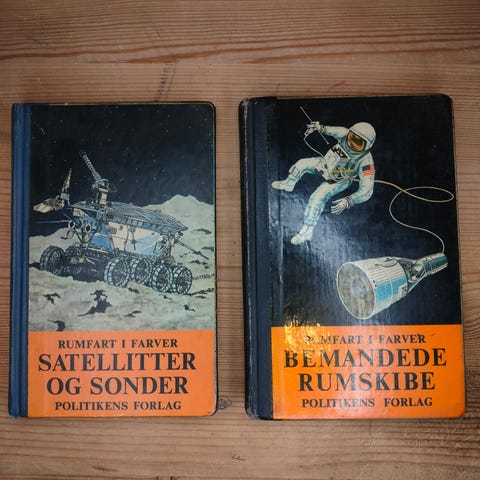 RUMFART I FARVER
SATELLITTER
OG SONDER
POLITIKENS FORLAG
RUMFART I FARVER
BEMANDEDE
RUMSKIBE
POLITIKENS FORLAG